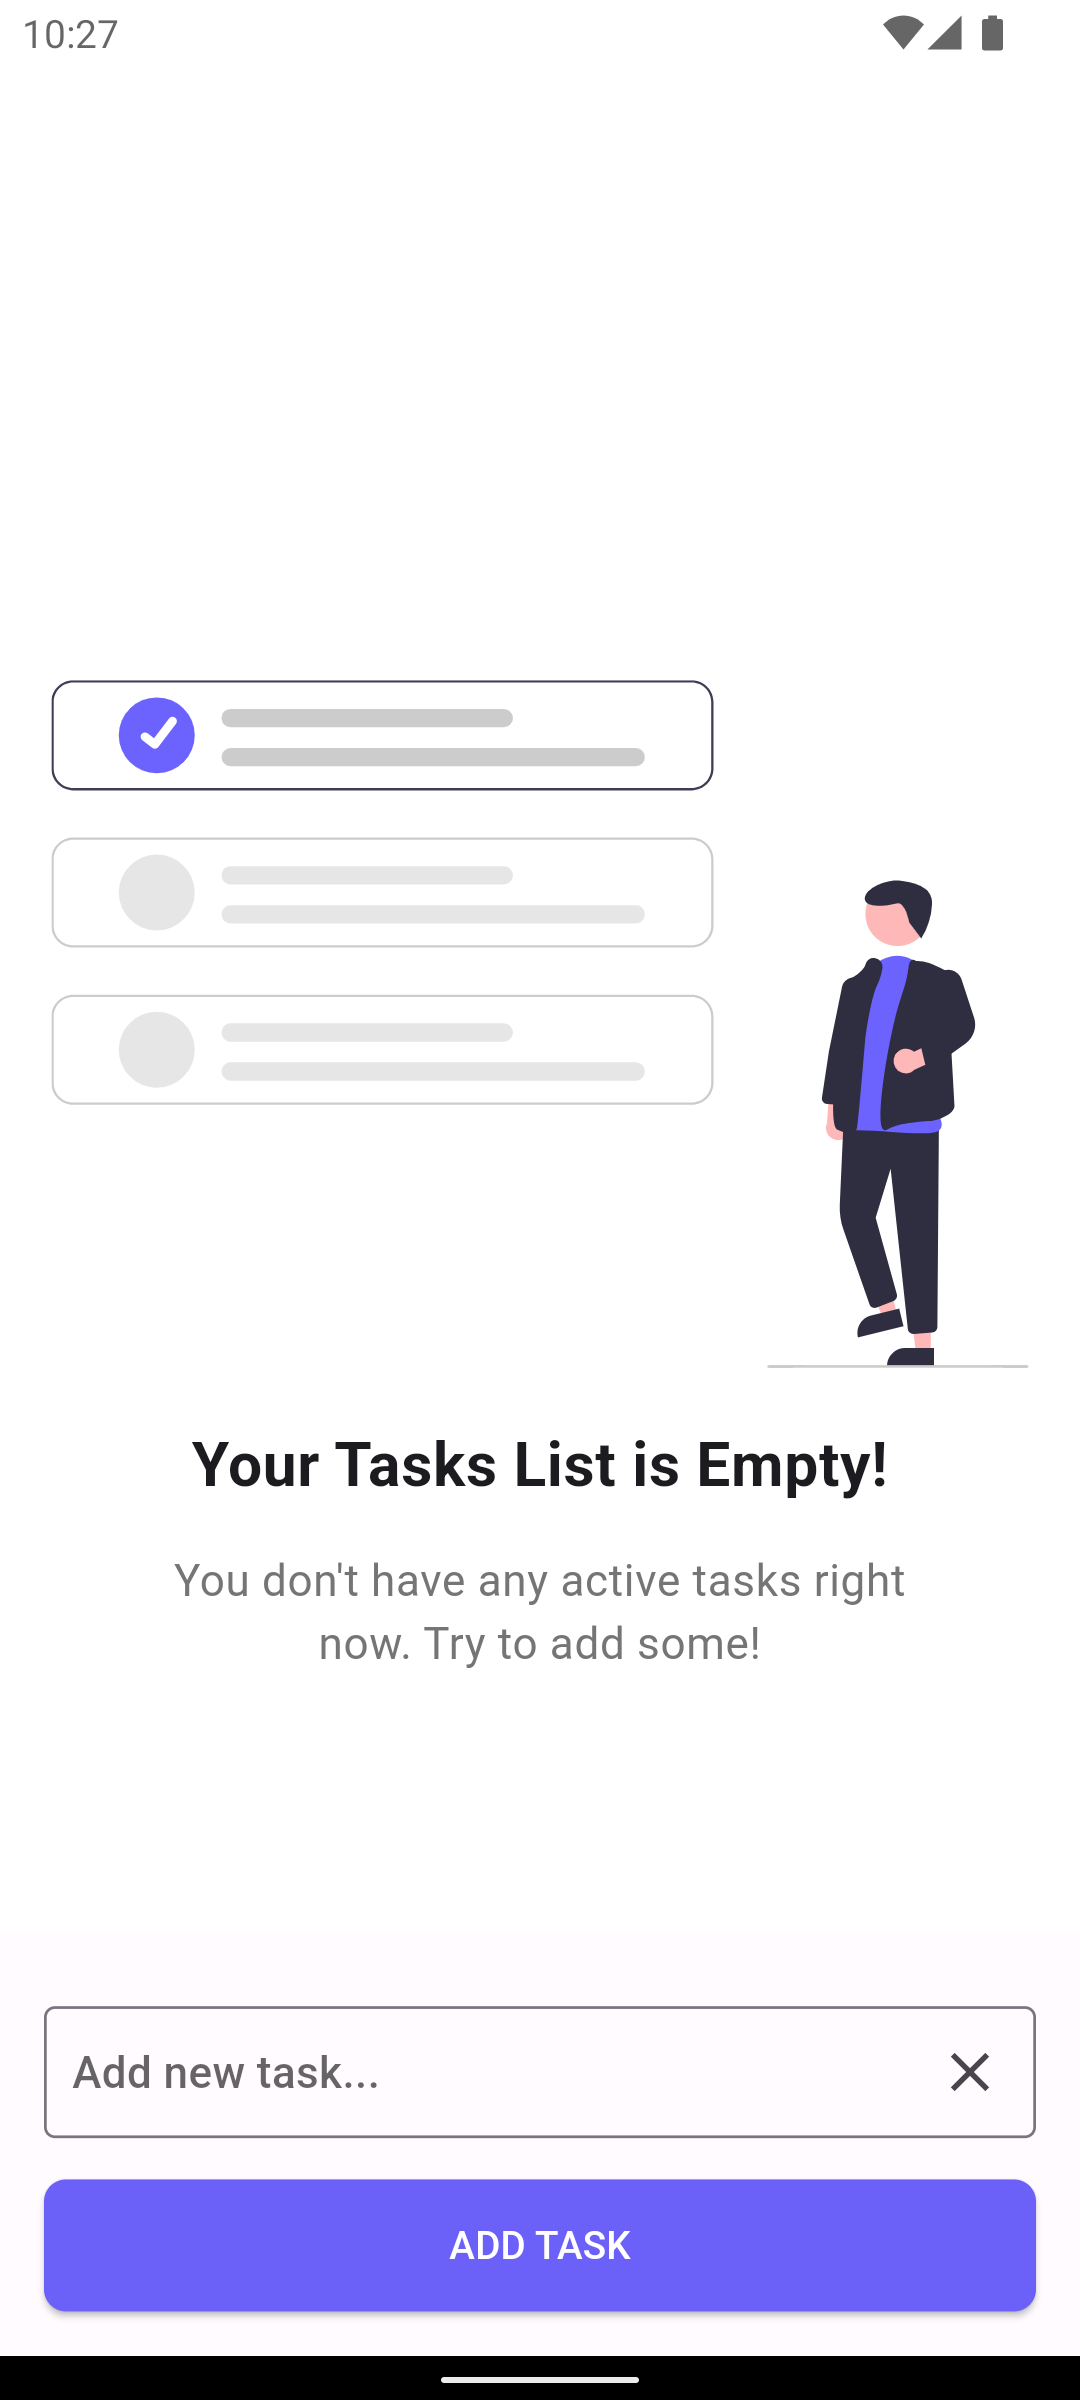 10:27
Your Tasks List is Empty!
You don't have any active tasks right
now. Try to add some!
Add new task...
ADD TASK